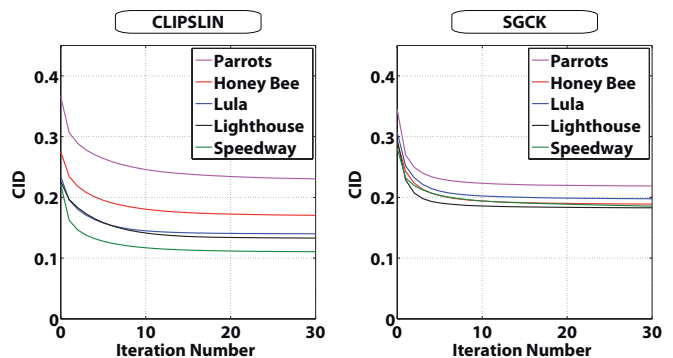 CLIPSLIN
Parrots
Honey Bee
Lula
Lighthouse
Speedway
0.4
0.3
0.2
0.1
0
CID
0
10
20
30
Iteration Number
SGCK
Parrots
Honey Bee
Lula
Lighthouse
Speedway
0.4
0.3
0.2
0.1
0
CID
0
10
20
30
Iteration Number